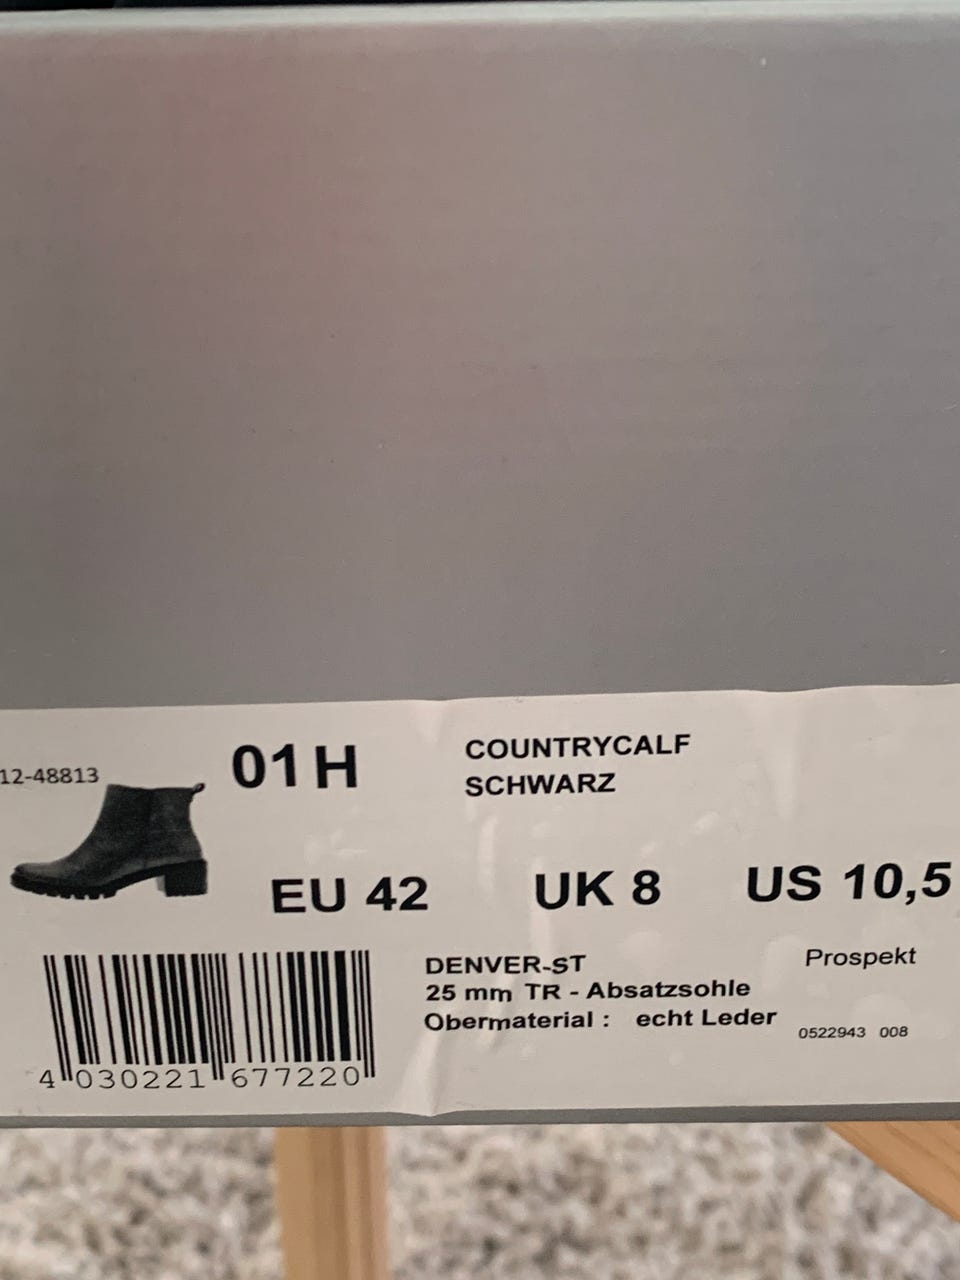 12-48813
01 H
COUNTRYCALF
SCHWARZ
EU 42
UK 8
US 10,5
DENVER-ST
25 mm TR - Absatzsohle
Obermaterial : echt Leder
Prospekt
0522943 008
4 030221 677220